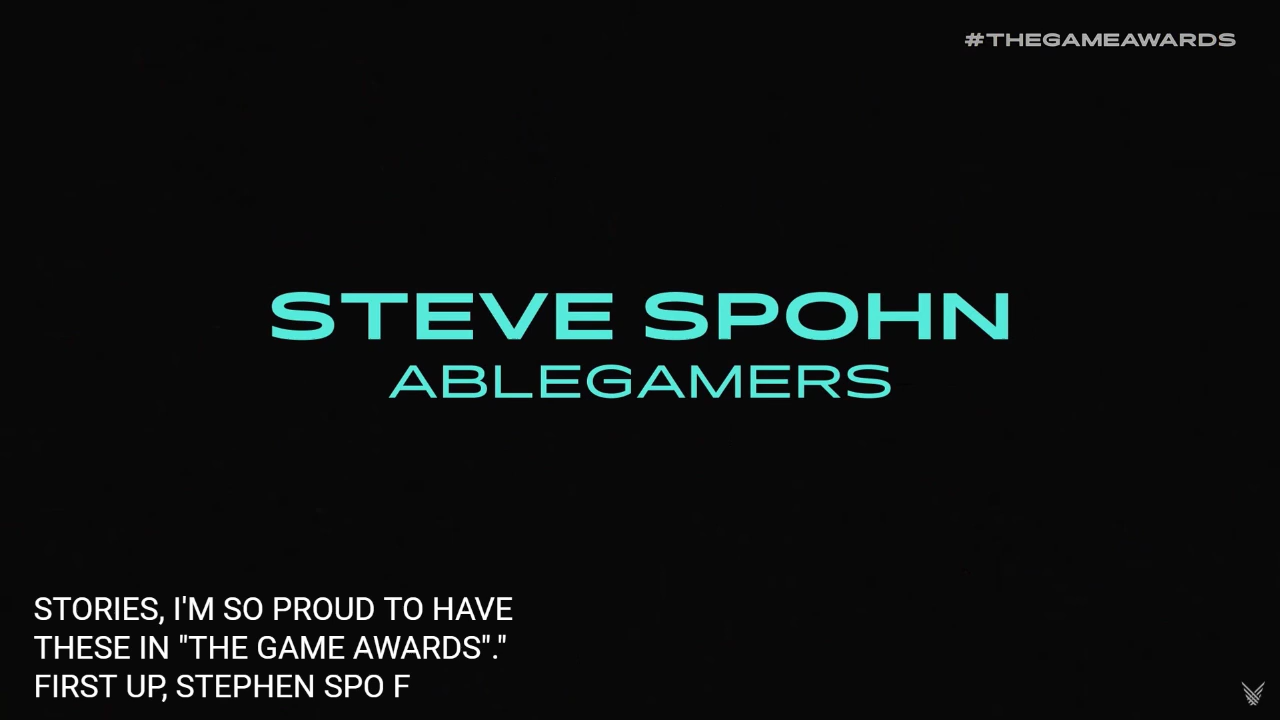 #THEGAMEAWARDS
STEVE SPOHN
ABLEGAMERS
STORIES, I'M SO PROUD TO HAVE
THESE IN "THE GAME AWARDS"."
FIRST UP, STEPHEN SPO F